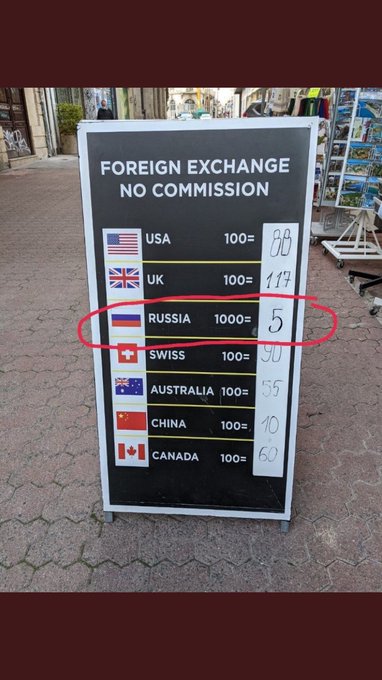 FOREIGN EXCHANGE
NO COMMISSION
USA 100= 88
UK 100= 117
RUSSIA 1000= 5
SWISS 100= 90
AUSTRALIA 100= 55
CHINA 100= 10
CANADA 100= 60